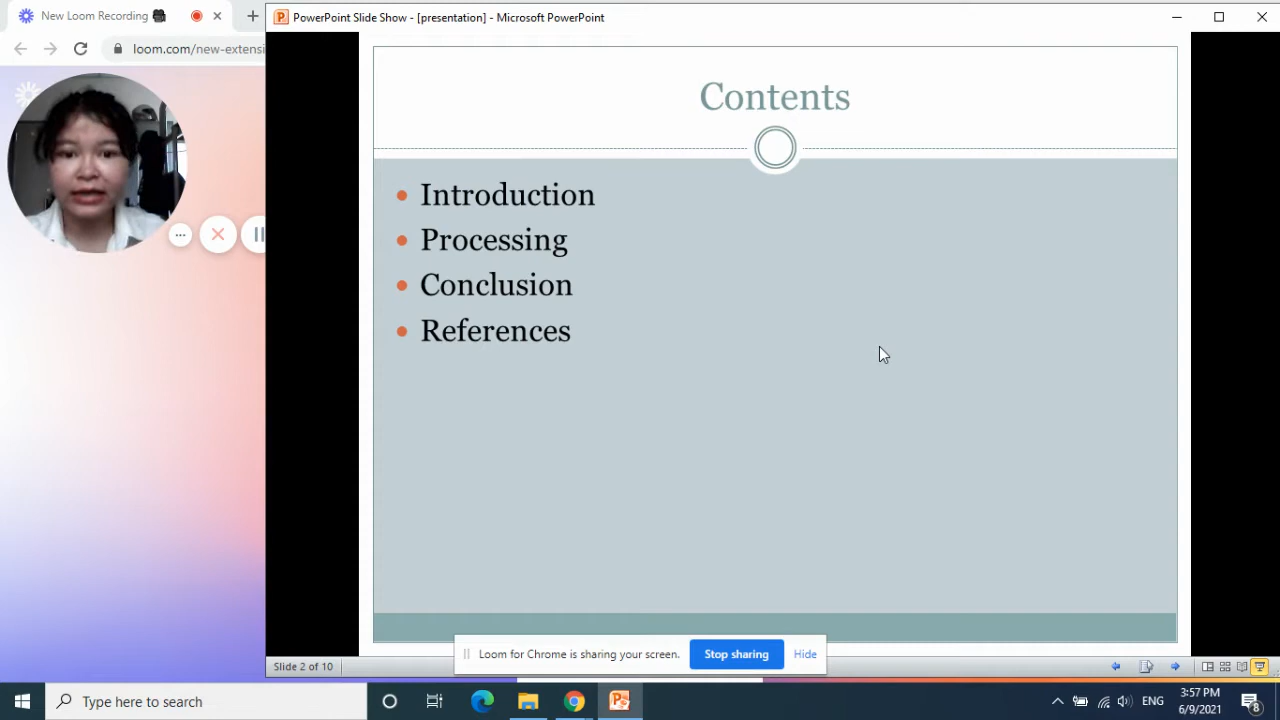 New Loom Recording
PowerPoint Slide Show - [presentation] - Microsoft PowerPoint
loom.com/new-extensi
Contents
Introduction
Processing
Conclusion
References
Loom for Chrome is sharing your screen.
Stop sharing
Hide
Slide 2 of 10
Type here to search
ENG
3:57 PM
6/9/2021
8